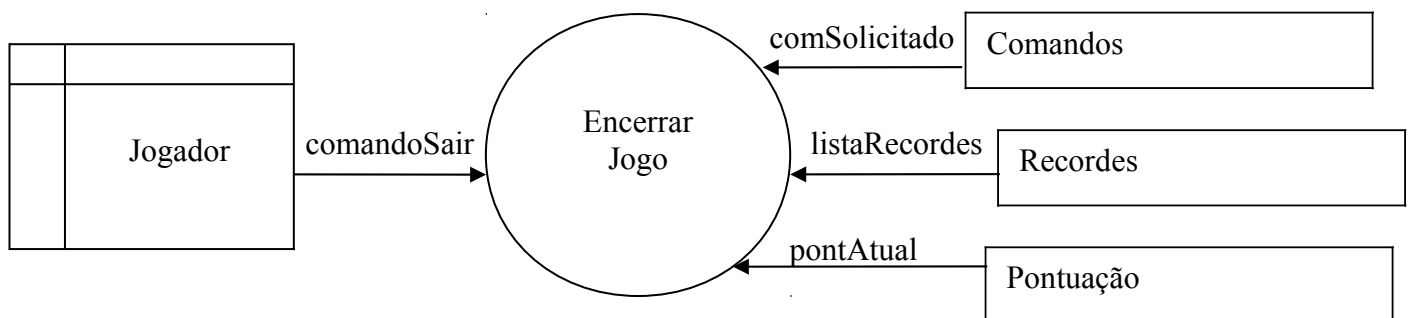 Jogador
comandoSair
Encerrar
Jogo
comSolicitado
Comandos
listaRecordes
Recordes
pontAtual
Pontuação